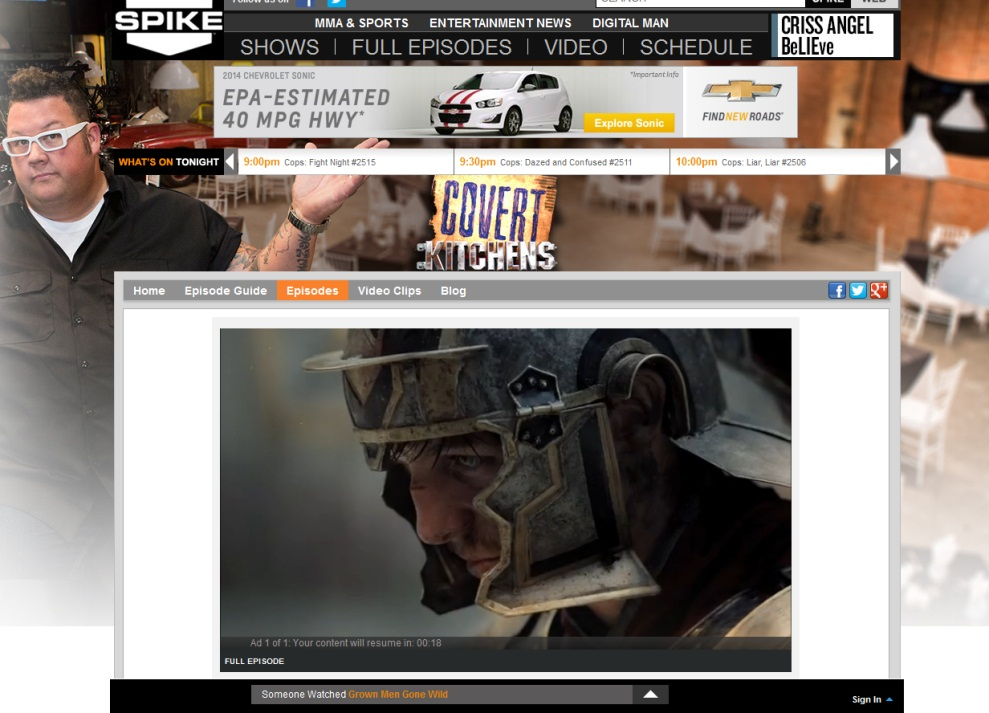 Follow us on
SPIKE
MMA & SPORTS ENTERTAINMENT NEWS DIGITAL MAN
SHOWS | FULL EPISODES | VIDEO | SCHEDULE
SEARCH SPIKE WEB
CRISS ANGEL
BeLIEve
2014 CHEVROLET SONIC
EPA-ESTIMATED
40 MPG HWY*
*Important Info
Explore Sonic
FIND NEW ROADS
WHAT'S ON TONIGHT 9:00pm Cops: Fight Night #2515 9:30pm Cops: Dazed and Confused #2511 10:00pm Cops: Liar, Liar #2506
COVERT
KITCHENS
Home Episode Guide Episodes Video Clips Blog
Ad 1 of 1: Your content will resume in: 00:18
FULL EPISODE
Someone Watched Grown Men Gone Wild
Sign In